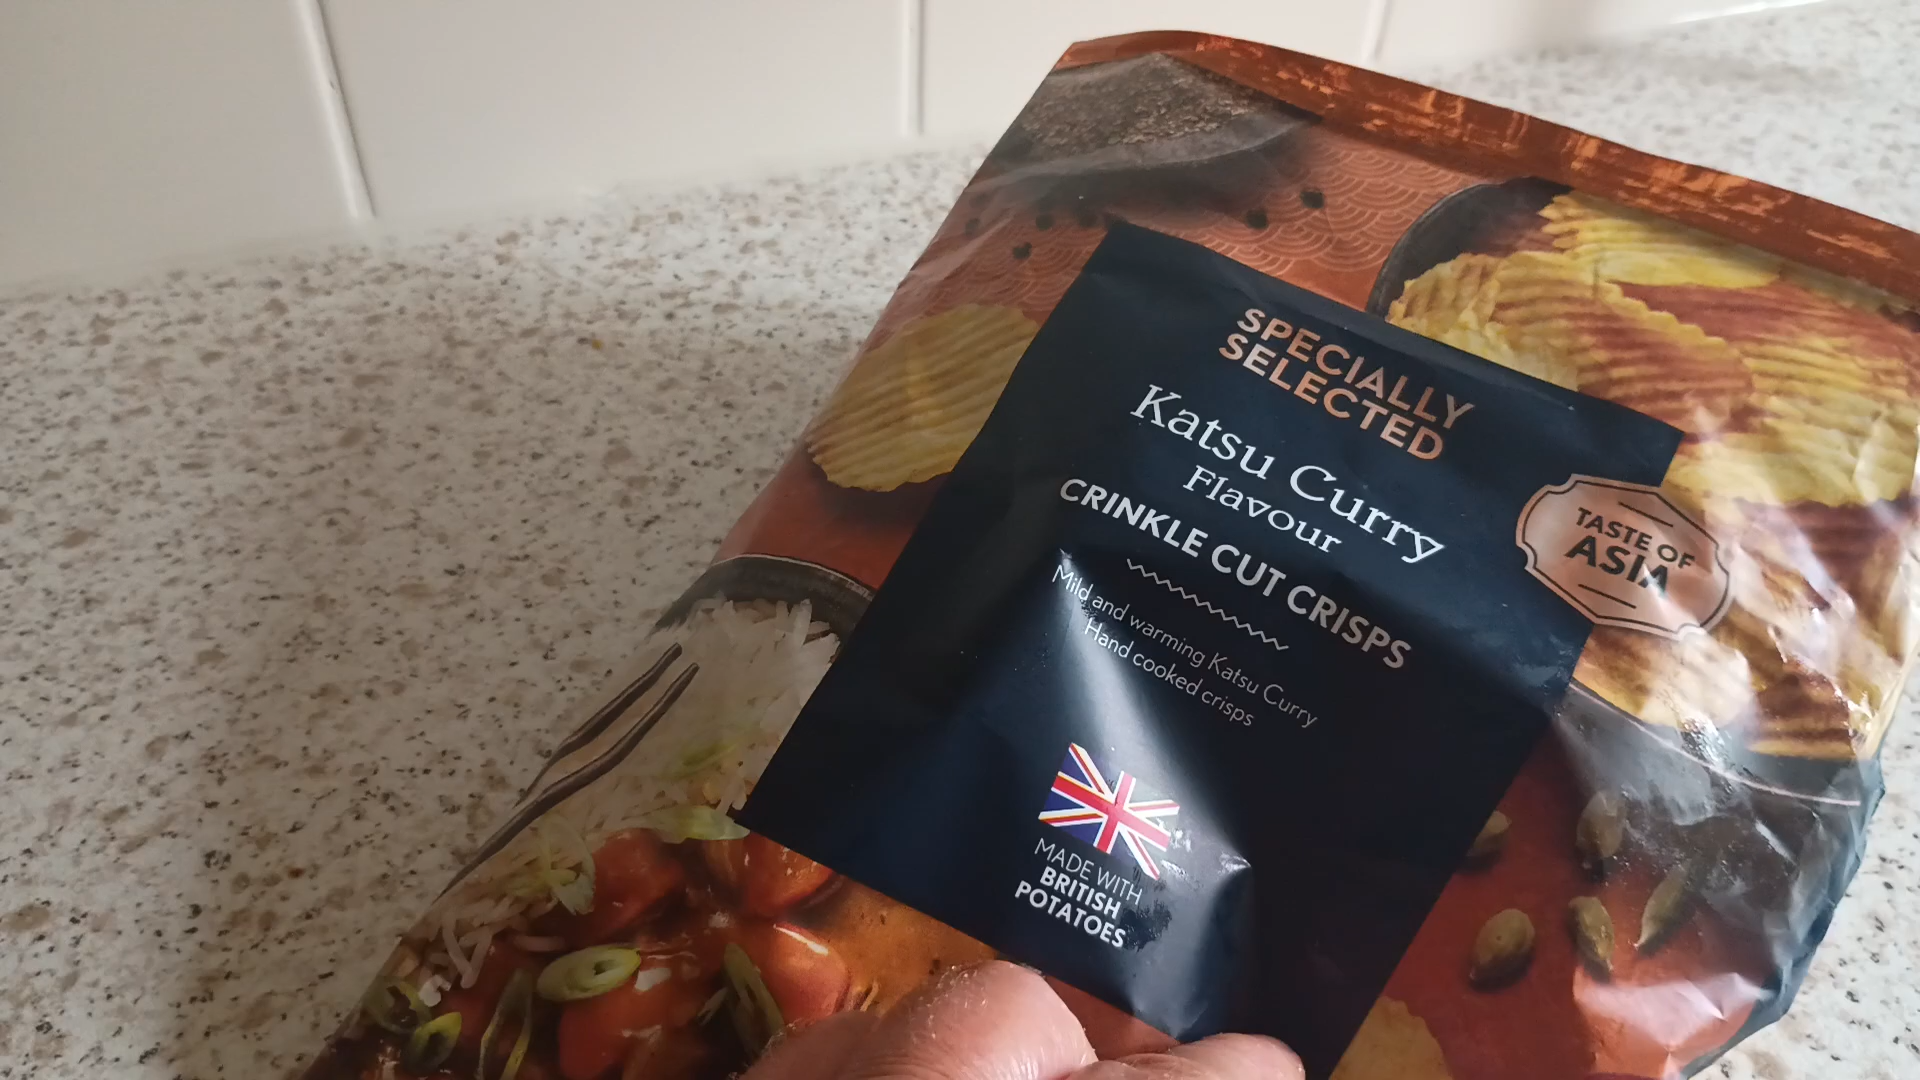 SPECIALLY
SELECTED
Katsu Curry
Flavour
CRINKLE CUT CRISPS
Mild and warming Katsu Curry
Hand cooked crisps
TASTE OF
ASIA
MADE WITH
BRITISH
POTATOES